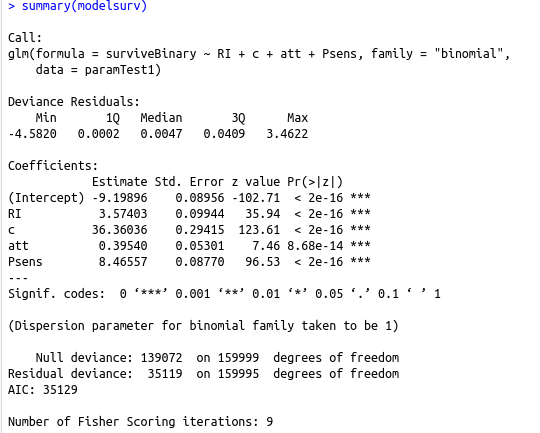 > summary(modelsurv)
Call:
glm(formula = surviveBinary ~ RI + c + att + Psens, family = "binomial",
    data = paramTest1)
Deviance Residuals:
    Min       1Q   Median       3Q      Max
-4.5820   0.0002   0.0047   0.0409   3.4622
Coefficients:
            Estimate Std. Error z value Pr(>|z|)
(Intercept) -9.19896    0.08956 -102.71  < 2e-16 ***
RI           3.57403    0.09944   35.94  < 2e-16 ***
c           36.36036    0.29415  123.61  < 2e-16 ***
att          0.39540    0.05301    7.46 8.68e-14 ***
Psens        8.46557    0.08770   96.53  < 2e-16 ***
---
Signif. codes:  0 ‘***’ 0.001 ‘**’ 0.01 ‘*’ 0.05 ‘.’ 0.1 ‘ ’ 1
(Dispersion parameter for binomial family taken to be 1)
    Null deviance: 139072  on 159999  degrees of freedom
Residual deviance:  35119  on 159995  degrees of freedom
AIC: 35129
Number of Fisher Scoring iterations: 9